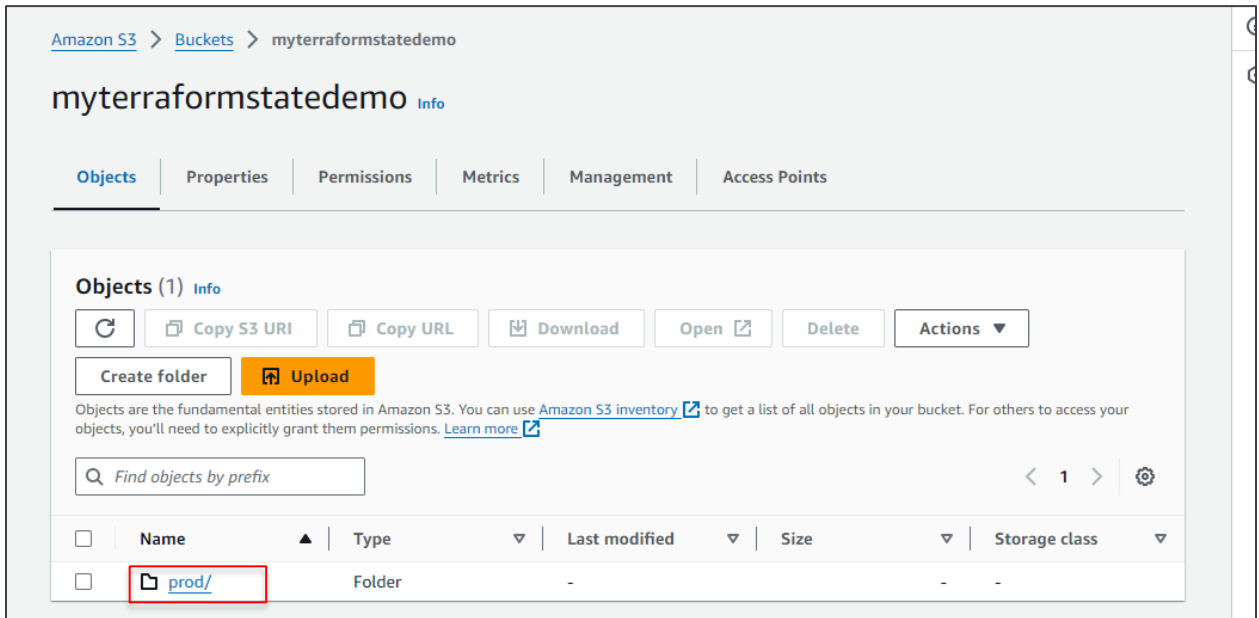 Amazon S3 > Buckets > myterraformstatedemo
myterraformstatedemo Info
Objects Properties Permissions Metrics Management Access Points
Objects (1) Info
Copy S3 URI Copy URL Download Open Delete Actions
Create folder Upload
Objects are the fundamental entities stored in Amazon S3. You can use Amazon S3 inventory to get a list of all objects in your bucket. For others to access your
objects, you'll need to explicitly grant them permissions. Learn more
Find objects by prefix < 1 >
Name Type Last modified Size Storage class
prod/ Folder - - -